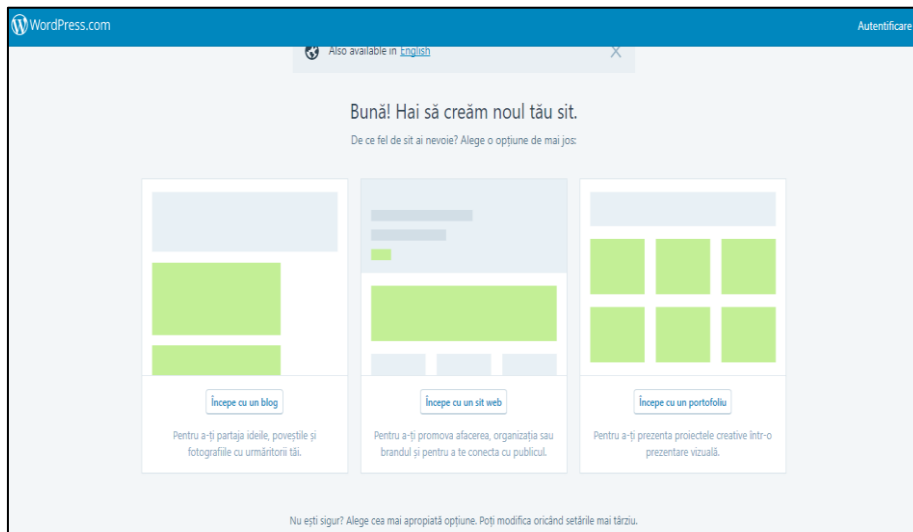 WordPress.com
Autentificare
Also available in English
X
Bună! Hai să creăm noul tău sit.
De ce fel de sit ai nevoie? Alege o opțiune de mai jos:
Începe cu un blog
Pentru a-ți partaja ideile, poveștile și
fotografiile cu urmăritorii tăi.
Începe cu un sit web
Pentru a-ți promova afacerea, organizația sau
brandul și pentru a te conecta cu publicul.
Începe cu un portofoliu
Pentru a-ți prezenta proiectele creative într-o
prezentare vizuală.
Nu ești sigur? Alege cea mai apropiată opțiune. Poți modifica oricând setările mai târziu.